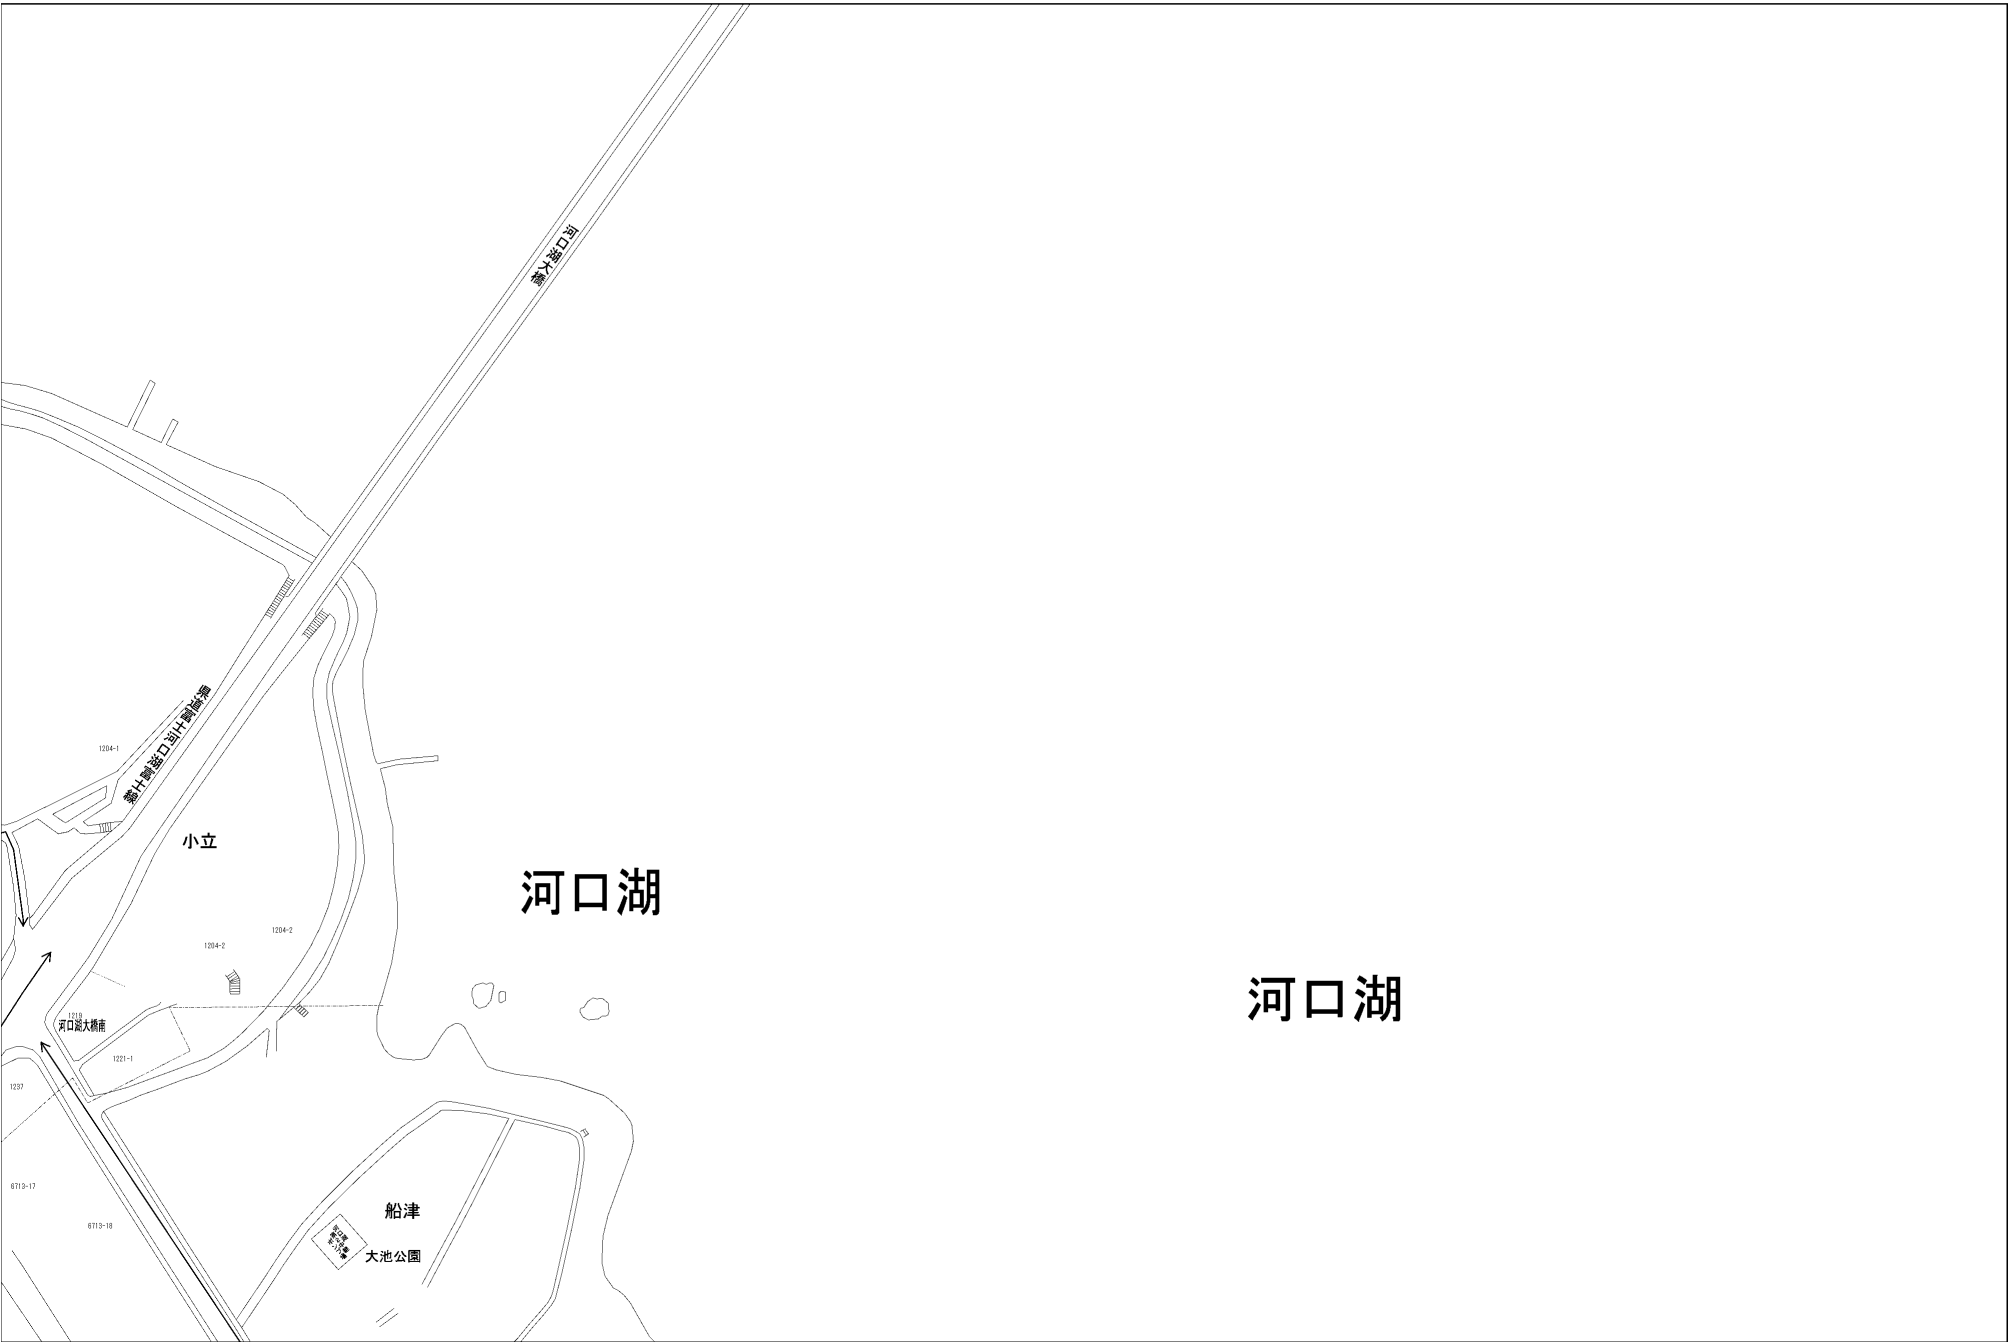 河口湖大橋
県道富士河口湖富士線
1204-1
小立
河口湖
1204-2
1204-2
河口湖
1219
河口湖大橋南
1221-1
1237
6713-17
船津
6713-18
大池公園